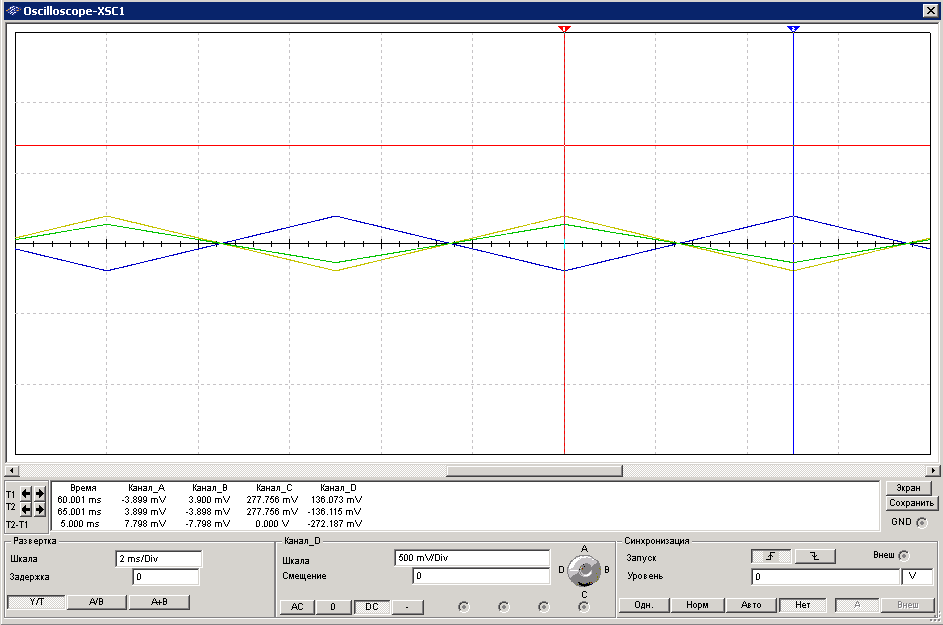 Oscilloscope-XSC1
1 2
Время Канал_A Канал_B Канал_C Канал_D
T1 60.001 ms -3.899 mV 3.900 mV 277.756 mV 136.073 mV
T2 65.001 ms 3.899 mV -3.898 mV 277.756 mV -136.115 mV
T2-T1 5.000 ms 7.798 mV -7.798 mV 0.000 V -272.187 mV
Экран
Сохранить
GND
Развертка
Шкала 2 ms/Div
Задержка 0
Y/T A/B A+B
Канал_D
Шкала 500 mV/Div
Смещение 0
AC 0 DC -
A
D B
C
Синхронизация
Запуск Внеш
Уровень 0 V
Одн. Норм Авто Нет A Внеш